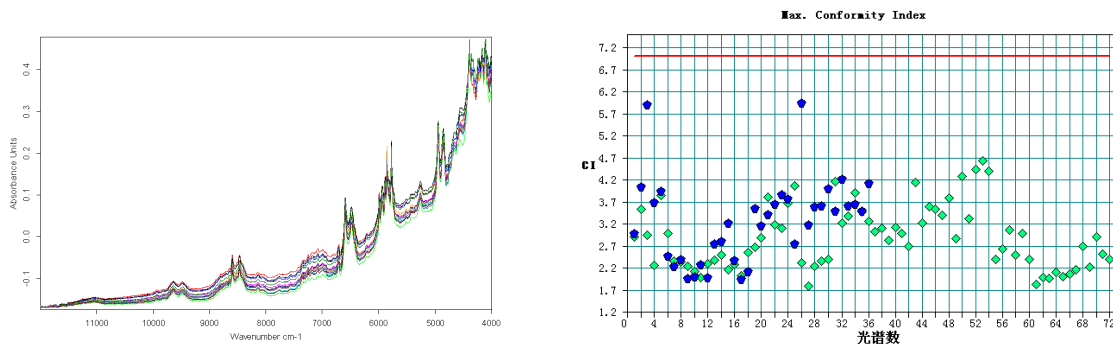 Max. Conformity Index
Absorbance Units
0.4
0.3
0.2
0.1
0.0
-0.1
11000 10000 9000 8000 7000 6000 5000 4000
Wavenumber cm-1
CI
7.2
6.7
6.2
5.7
5.2
4.7
4.2
3.7
3.2
2.7
2.2
1.7
1.2
0 4 8 12 16 20 24 28 32 36 40 44 48 52 56 60 64 68 72
光谱数